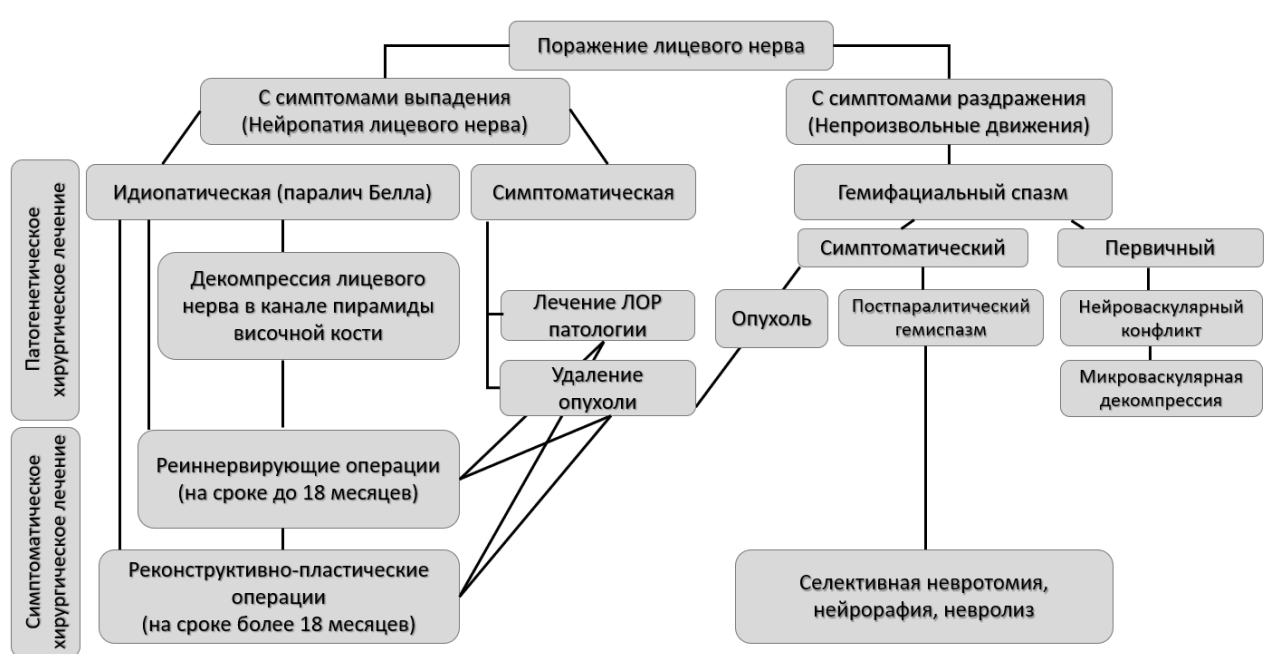 Поражение лицевого нерва
С симптомами выпадения
(Нейропатия лицевого нерва)
С симптомами раздражения
(Непроизвольные движения)
Патогенетическое
хирургическое лечение
Идиопатическая (паралич Белла)
Симптоматическая
Гемифациальный спазм
Симптоматический
Первичный
Декомпрессия лицевого
нерва в канале пирамиды
височной кости
Лечение ЛОР
патологии
Опухоль
Постпаралитический
гемиспазм
Нейроваскулярный
конфликт
Удаление
опухоли
Микроваскулярная
декомпрессия
Симптоматическое
хирургическое лечение
Реиннервирующие операции
(на сроке до 18 месяцев)
Реконструктивно-пластические
операции
(на сроке более 18 месяцев)
Селективная невротомия,
нейрорафия, невролиз